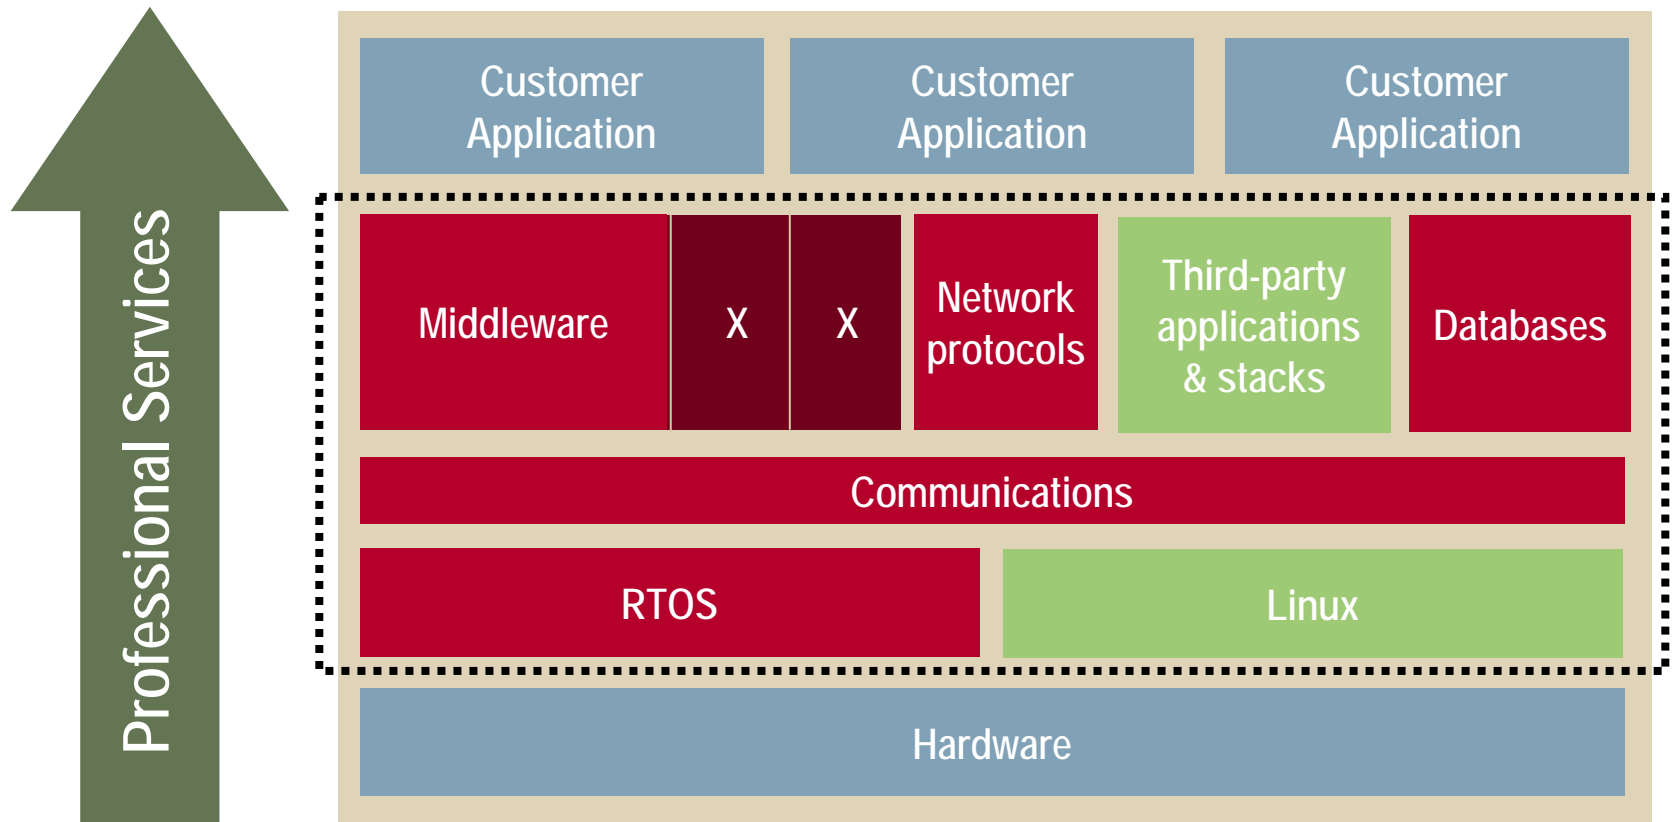 Professional Services
Customer
Application
Customer
Application
Customer
Application
Middleware
X
X
Network
protocols
Third-party
applications
& stacks
Databases
Communications
RTOS
Linux
Hardware